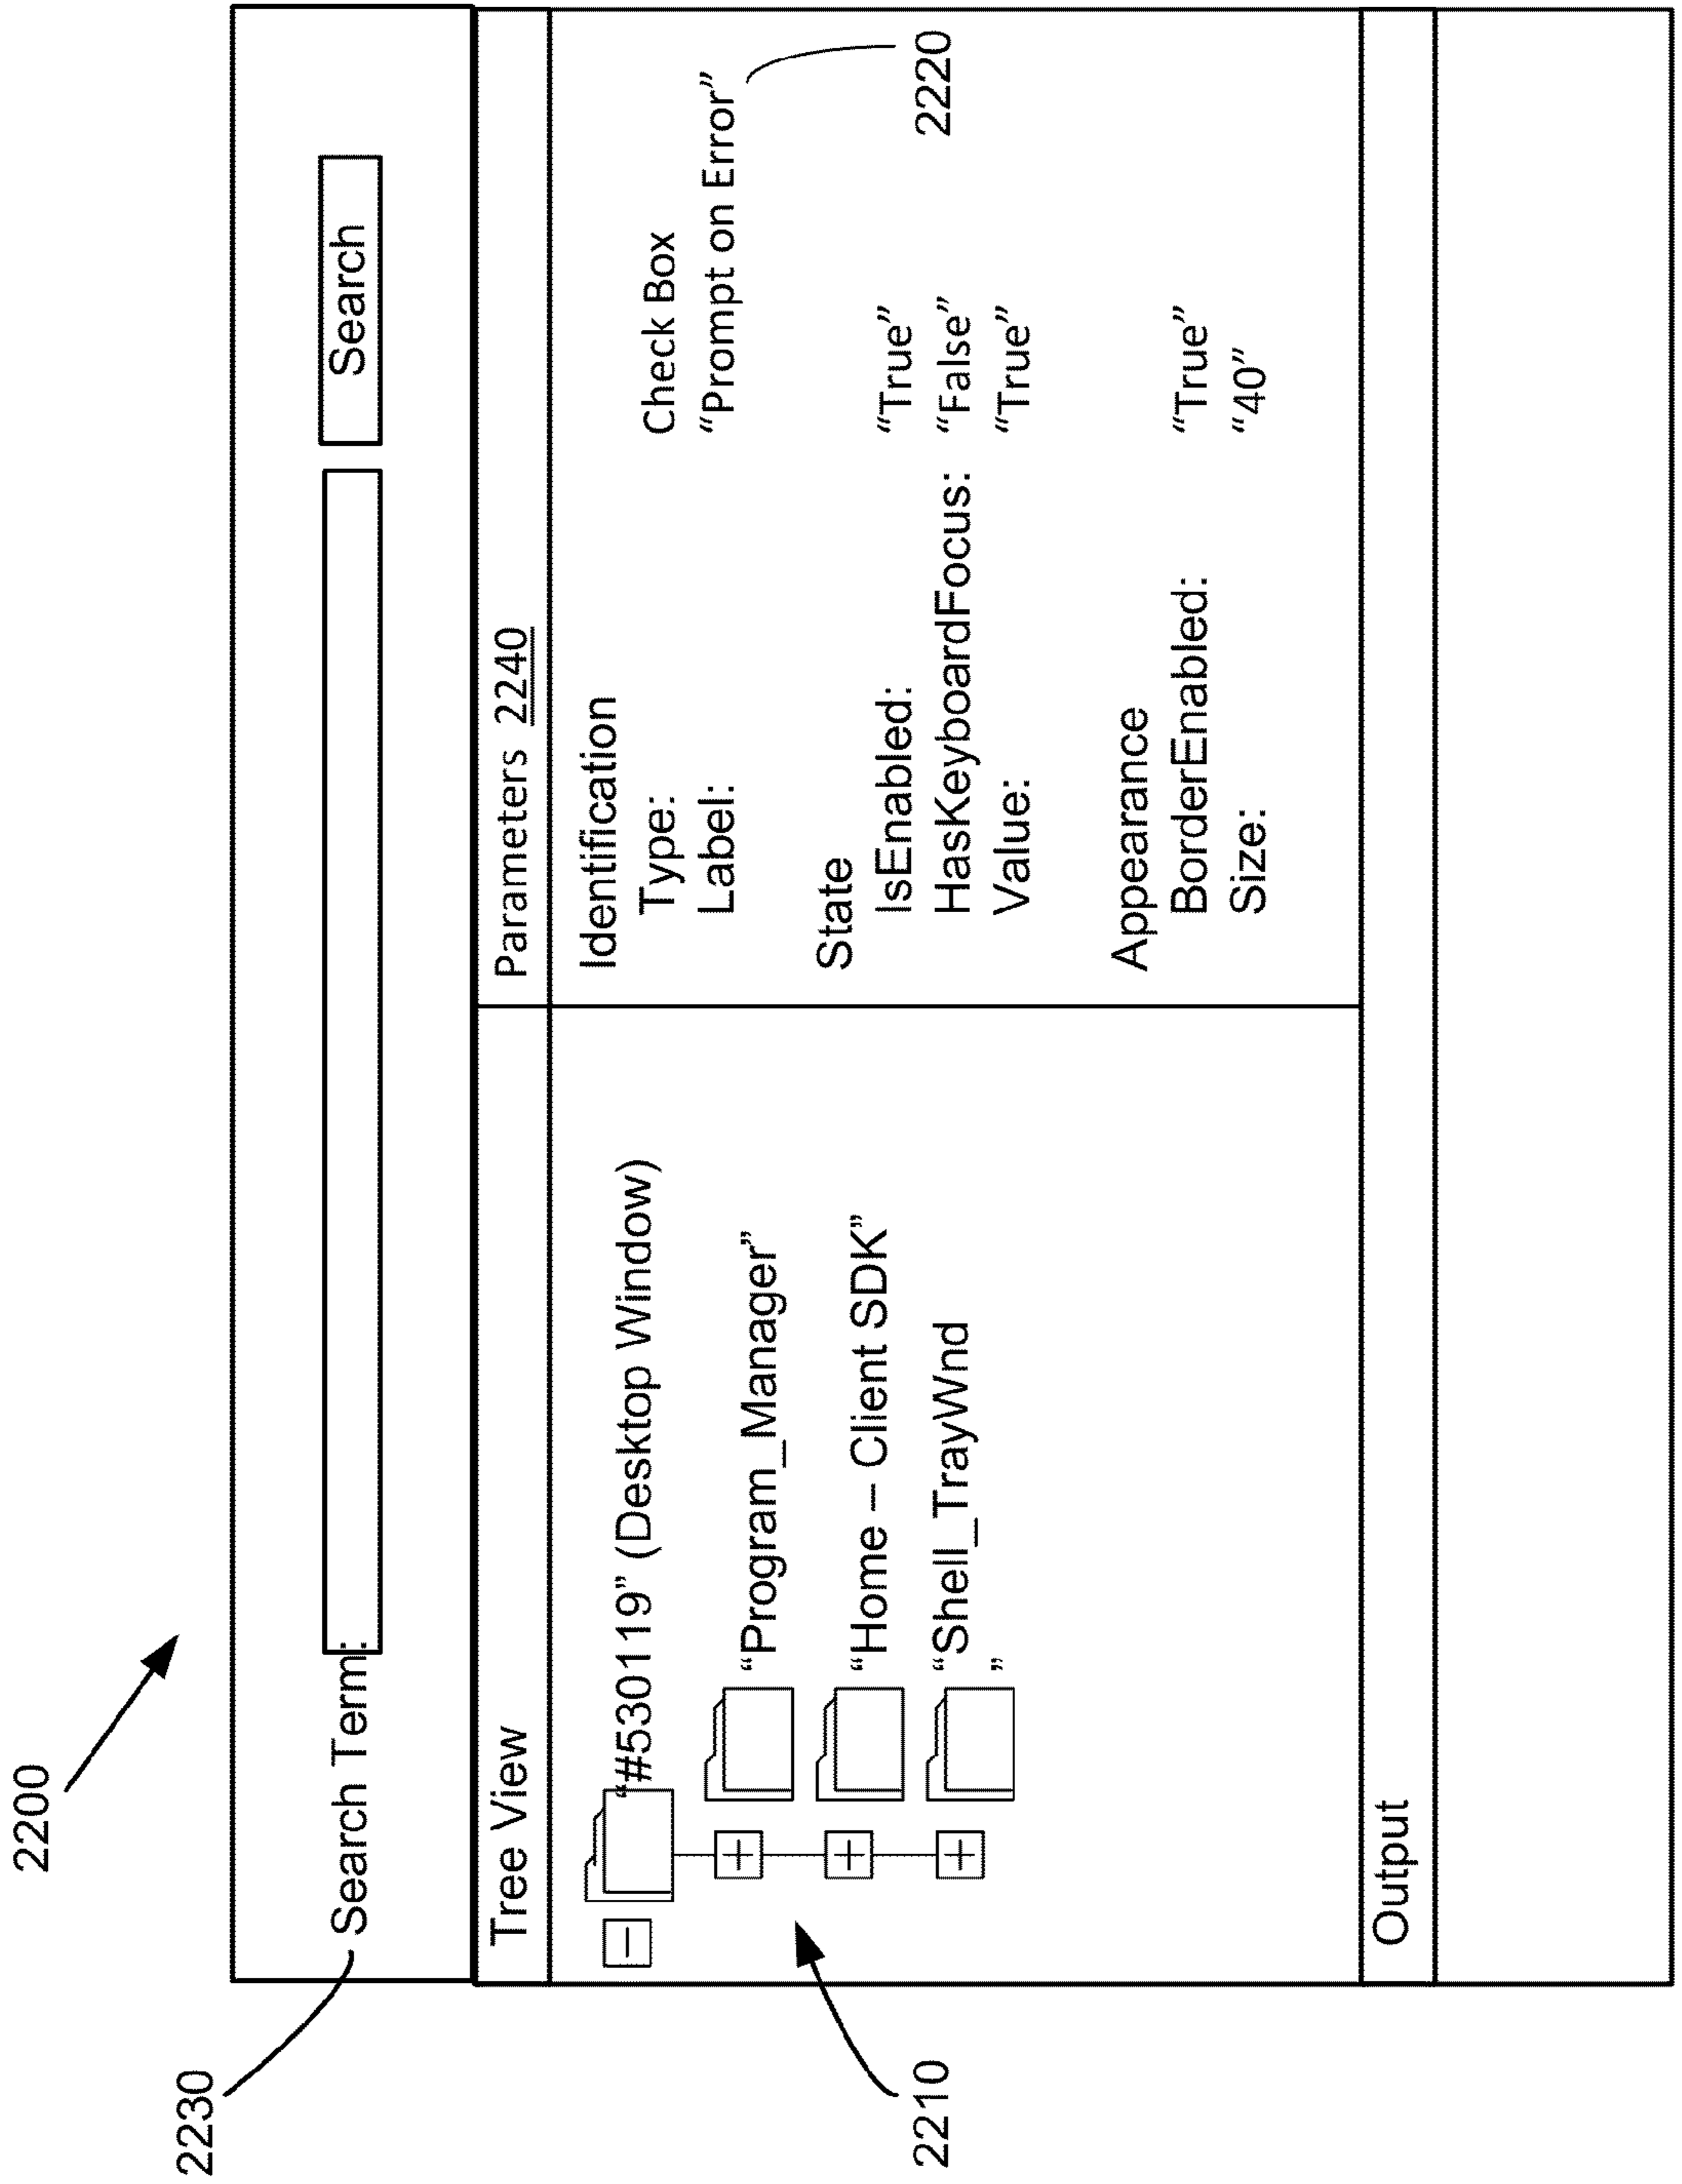 2200
2230
Search Term:
Search
Tree View
Parameters 2240
“#530119” (Desktop Window)
“Program_Manager”
“Home – Client SDK”
“Shell_TrayWnd
”
2210
Identification
Type: Check Box
Label: “Prompt on Error”
2220
State
IsEnabled: “True”
HasKeyboardFocus: “False”
Value: “True”
Appearance
BorderEnabled: “True”
Size: “40”
Output